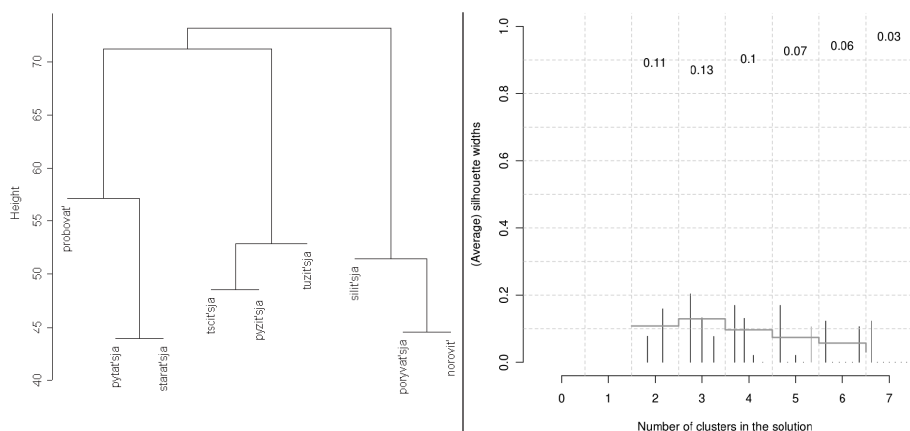 Height
70
65
60
55
50
45
40
probovat'
pytat'sja
starat'sja
tscit'sja
pyzit'sja
tuzit'sja
silit'sja
poryvat'sja
norovit'
(Average) silhouette widths
1.0
0.8
0.6
0.4
0.2
0.0
0.11
0.13
0.1
0.07
0.06
0.03
0 1 2 3 4 5 6 7
Number of clusters in the solution